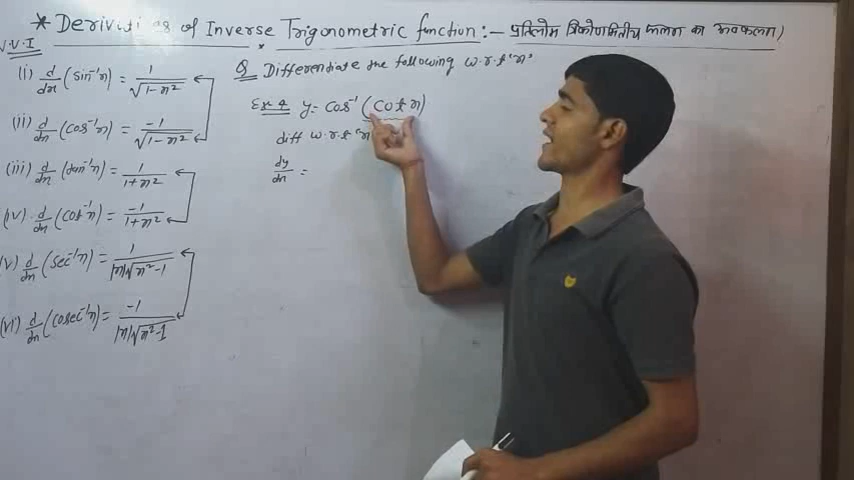 * Deriviti s of Inverse Trigonometric function :- प्रतिलोम त्रिकोणमितीय फलन का अवकलन)
V.V.I
Q Differentiate the following w.r.t 'x'
(i) d/dx (sin⁻¹x) = 1/√(1-x²)
Ex 4 y = cos⁻¹ (cot x)
(ii) d/dx (cos⁻¹x) = -1/√(1-x²)
diff w.r.t 'x'
(iii) d/dx (tan⁻¹x) = 1/(1+x²)
dy/dx =
(iv) d/dx (cot⁻¹x) = -1/(1+x²)
(v) d/dx (sec⁻¹x) = 1/|x|√(x²-1)
(vi) d/dx (cosec⁻¹x) = -1/|x|√(x²-1)